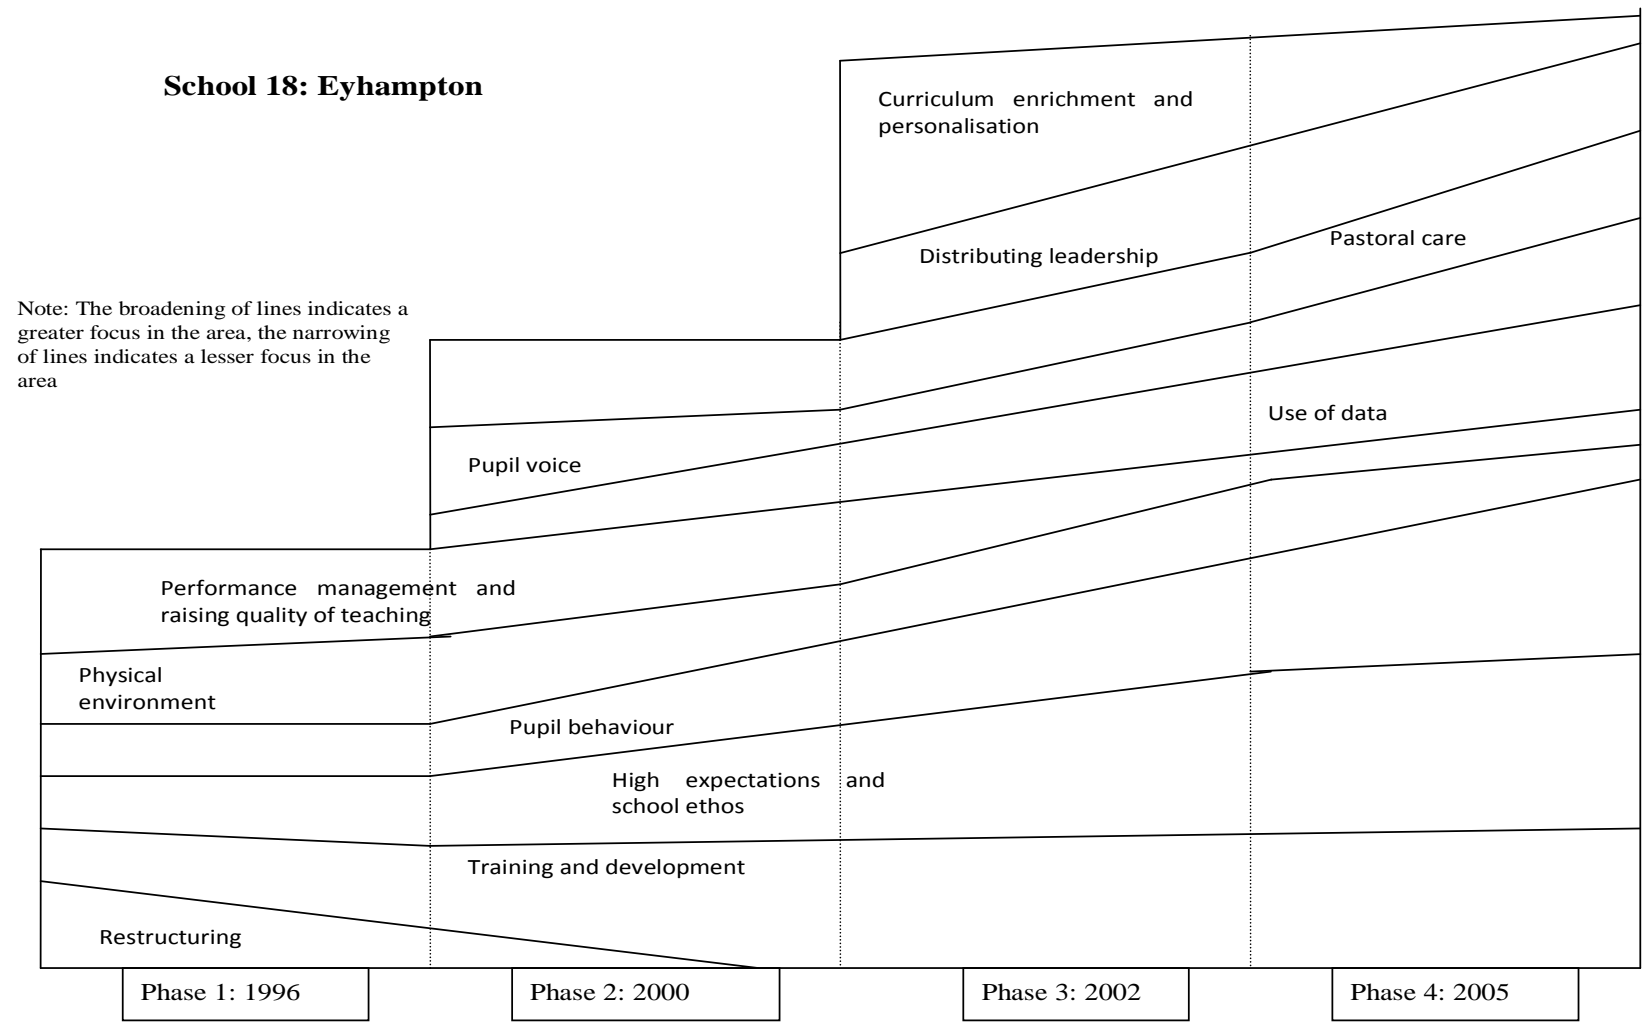 School 18: Eyhampton
Curriculum enrichment and
personalisation
Distributing leadership
Pastoral care
Note: The broadening of lines indicates a
greater focus in the area, the narrowing
of lines indicates a lesser focus in the
area
Use of data
Pupil voice
Performance management and
raising quality of teaching
Physical
environment
Pupil behaviour
High expectations and
school ethos
Training and development
Restructuring
Phase 1: 1996
Phase 2: 2000
Phase 3: 2002
Phase 4: 2005